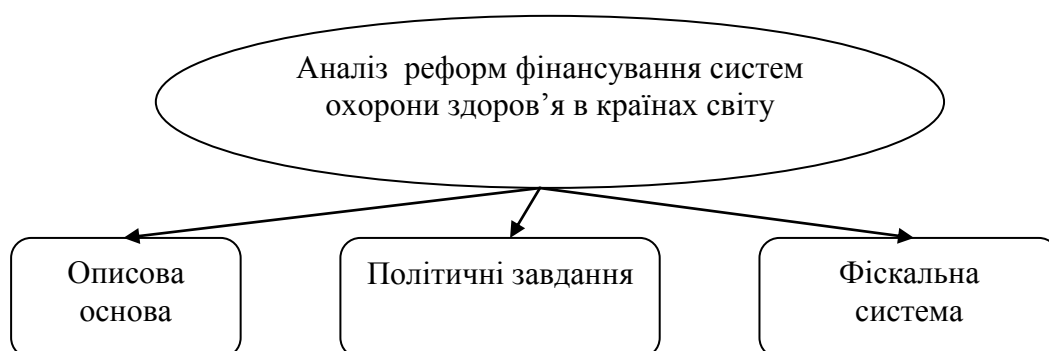 Аналіз реформ фінансування систем
охорони здоров’я в країнах світу
Описова
основа
Політичні завдання
Фіскальна
система